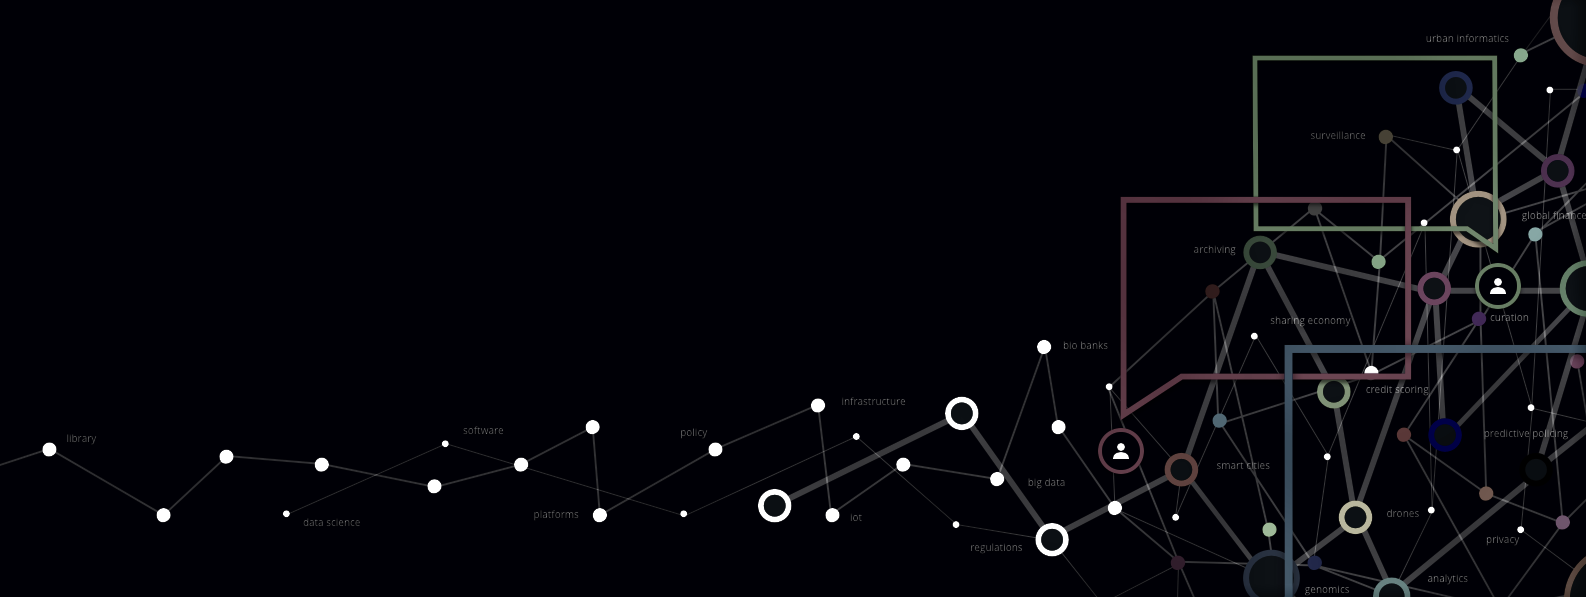 urban informatics
surveillance
global finance
archiving
curation
sharing economy
bio banks
credit scoring
infrastructure
library
software
policy
predictive policing
smart cities
big data
data science
platforms
iot
drones
regulations
privacy
analytics
genomics